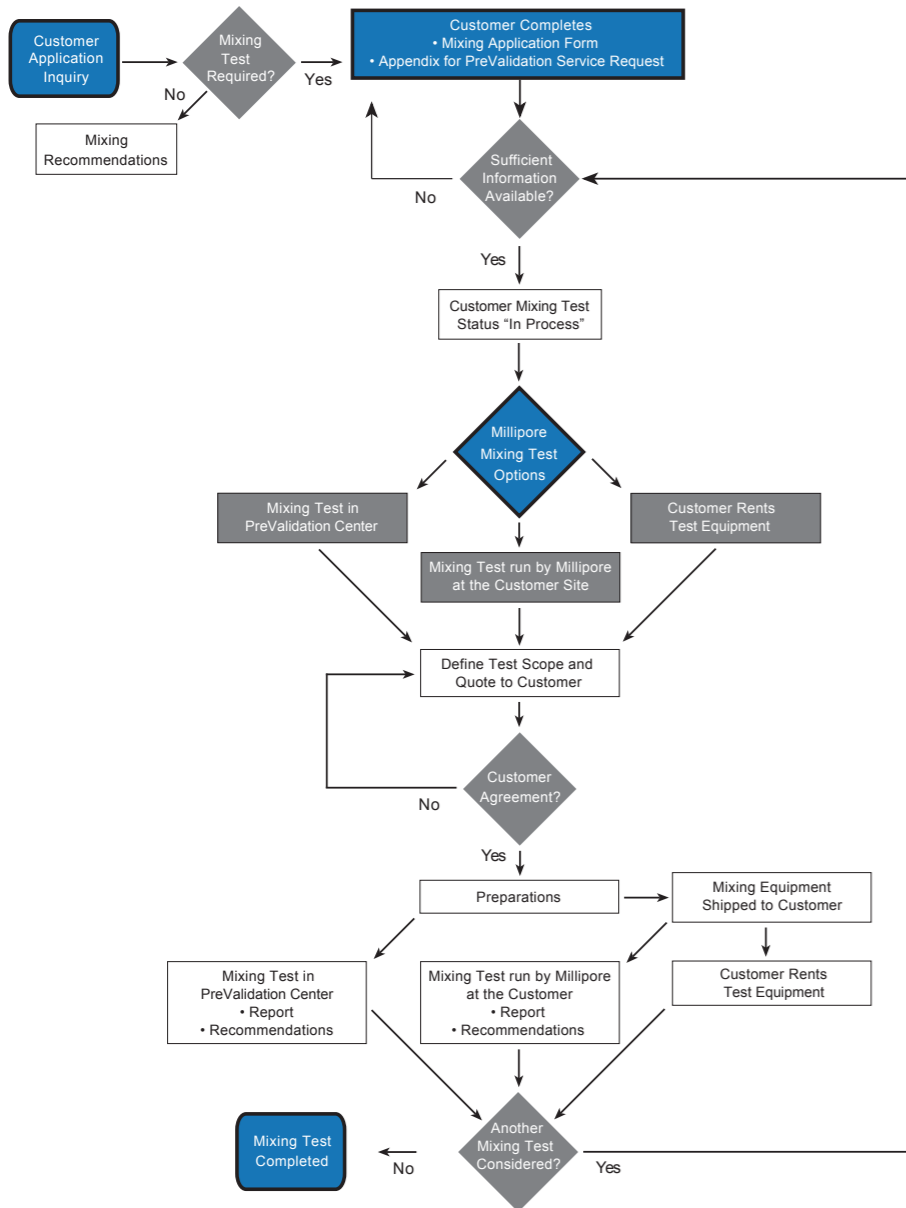 Customer
Application
Inquiry
Mixing
Test
Required?
Yes
No
Mixing
Recommendations
Customer Completes
• Mixing Application Form
• Appendix for PreValidation Service Request
Sufficient
Information
Available?
No
Yes
Customer Mixing Test
Status “In Process”
Millipore
Mixing Test
Options
Mixing Test in
PreValidation Center
Mixing Test run by Millipore
at the Customer Site
Customer Rents
Test Equipment
Define Test Scope and
Quote to Customer
Customer
Agreement?
No
Yes
Preparations
Mixing Equipment
Shipped to Customer
Mixing Test in
PreValidation Center
• Report
• Recommendations
Mixing Test run by Millipore
at the Customer
• Report
• Recommendations
Customer Rents
Test Equipment
Another
Mixing Test
Considered?
No
Yes
Mixing Test
Completed